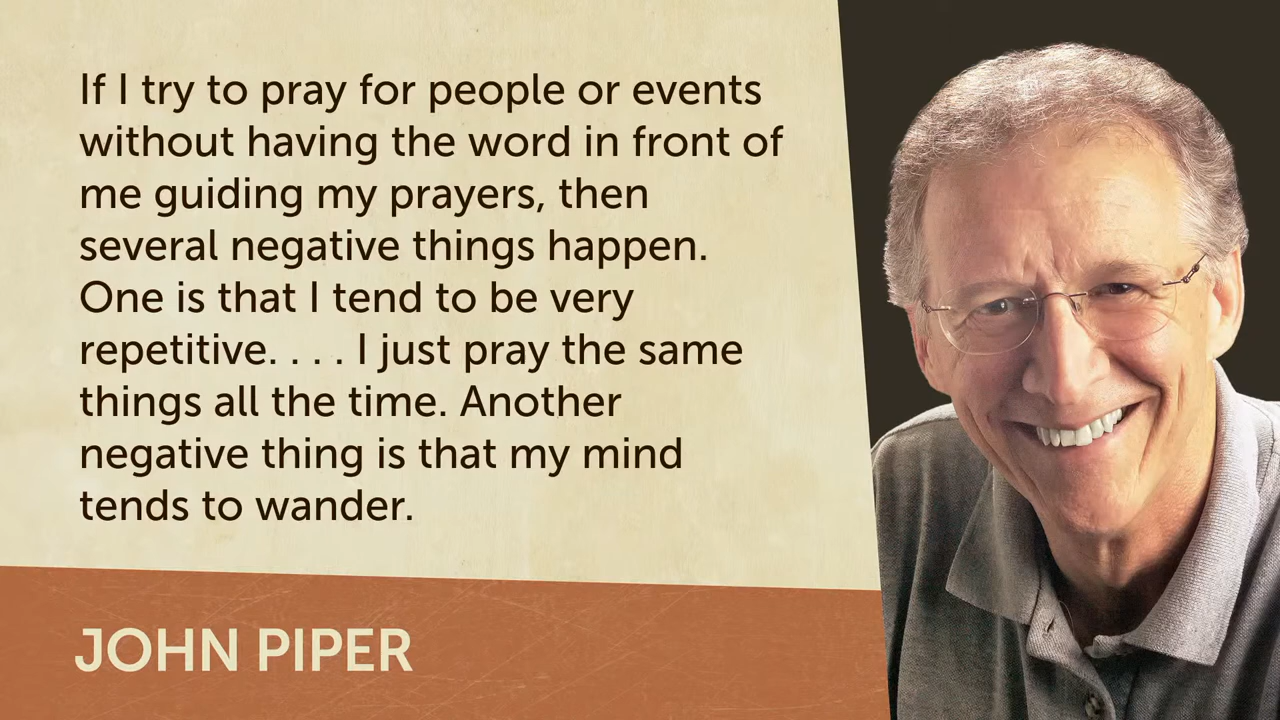 If I try to pray for people or events
without having the word in front of
me guiding my prayers, then
several negative things happen.
One is that I tend to be very
repetitive. . . . I just pray the same
things all the time. Another
negative thing is that my mind
tends to wander.
JOHN PIPER